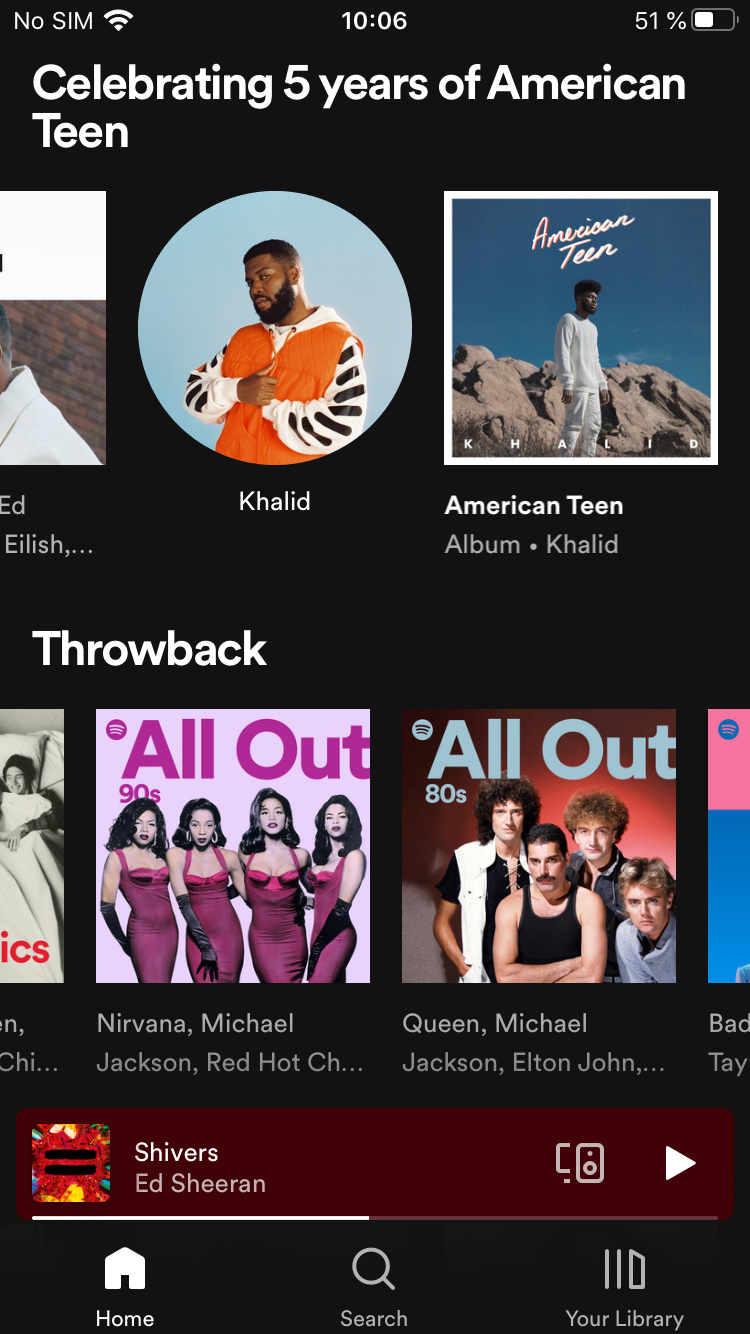 No SIM
10:06
51 %
Celebrating 5 years of American
Teen
American
Teen
KHALID
Ed
Eilish,...
Khalid
American Teen
Album • Khalid
Throwback
ics
All Out
90s
All Out
80s
en,
Chi...
Nirvana, Michael
Jackson, Red Hot Ch...
Queen, Michael
Jackson, Elton John,...
Bad
Tay
Shivers
Ed Sheeran
Home
Search
Your Library